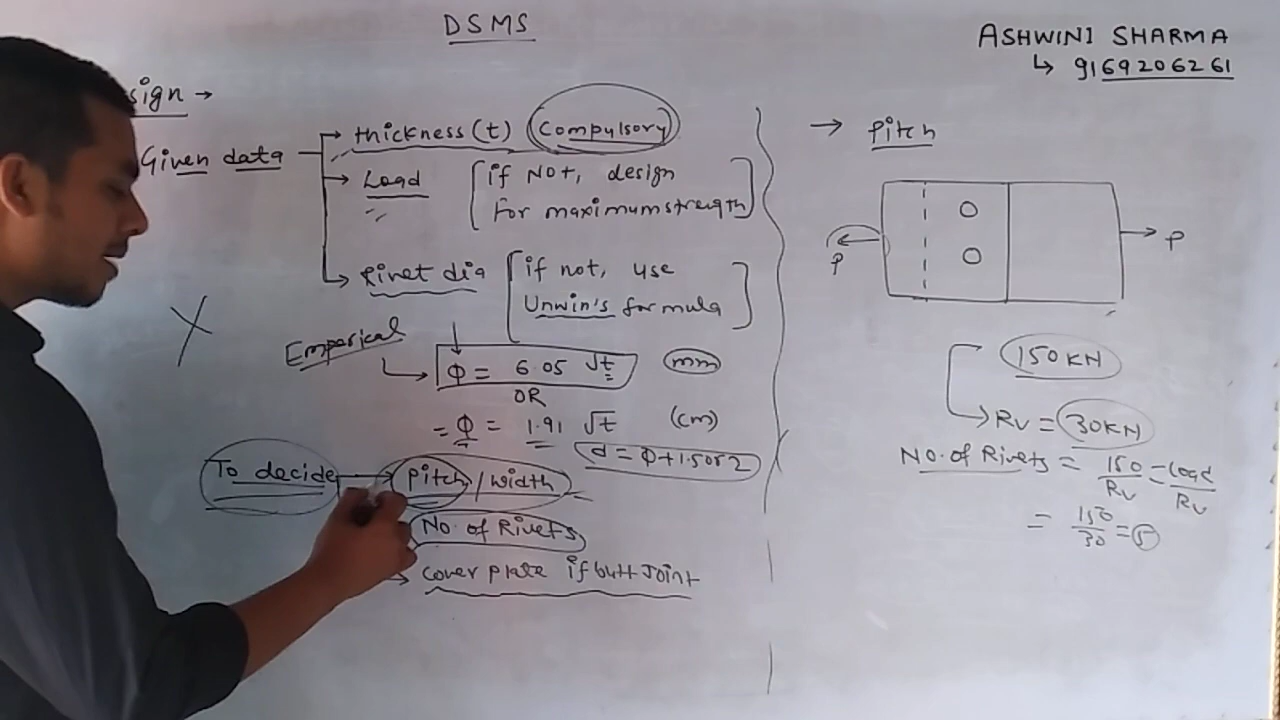 DSMS
ASHWINI SHARMA
↳ 9169206261
sign →
Given data → thickness (t) (Compulsory)
→ Load [if Not, design
For maximum strength]
→ Rivet dia [if not, use
Unwin's formula]
Emparical → Φ = 6.05 √t (mm)
OR
= Φ = 1.91 √t (cm)
d = Φ+1.5 or 2
To decide → Pitch / width
No. of Rivets
→ cover plate if butt Joint
→ Pitch
P
P
150 KN
→ Rv = 30 KN
No. of Rivets = 150/Rv = Load/Rv
= 150/30 = 5